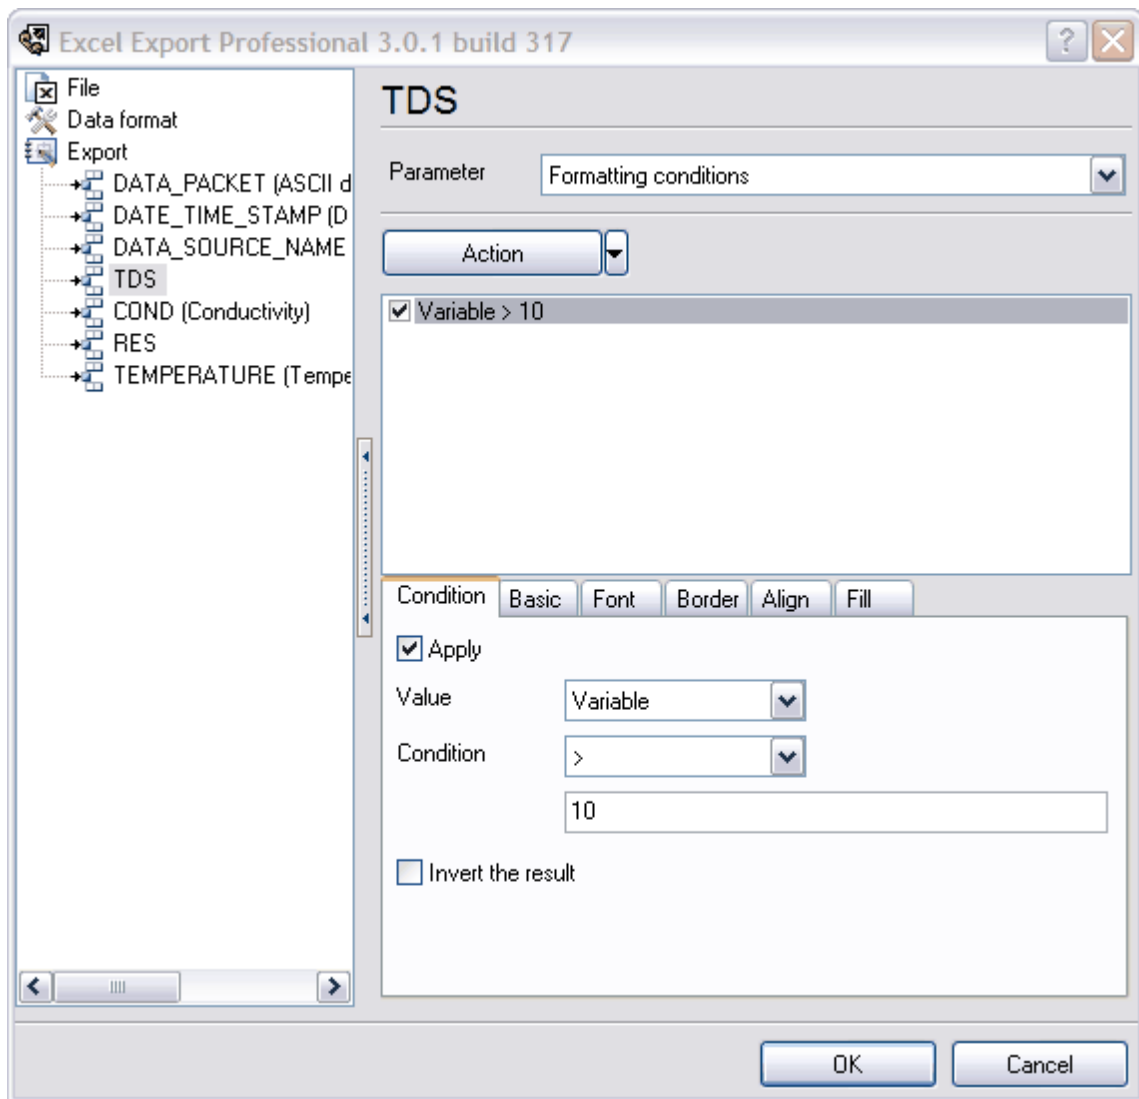 Excel Export Professional 3.0.1 build 317
File
Data format
Export
DATA_PACKET (ASCII d
DATE_TIME_STAMP (D
DATA_SOURCE_NAME
TDS
COND (Conductivity)
RES
TEMPERATURE (Tempe
TDS
Parameter Formatting conditions
Action
Variable > 10
Condition Basic Font Border Align Fill
Apply
Value Variable
Condition >
10
Invert the result
OK Cancel